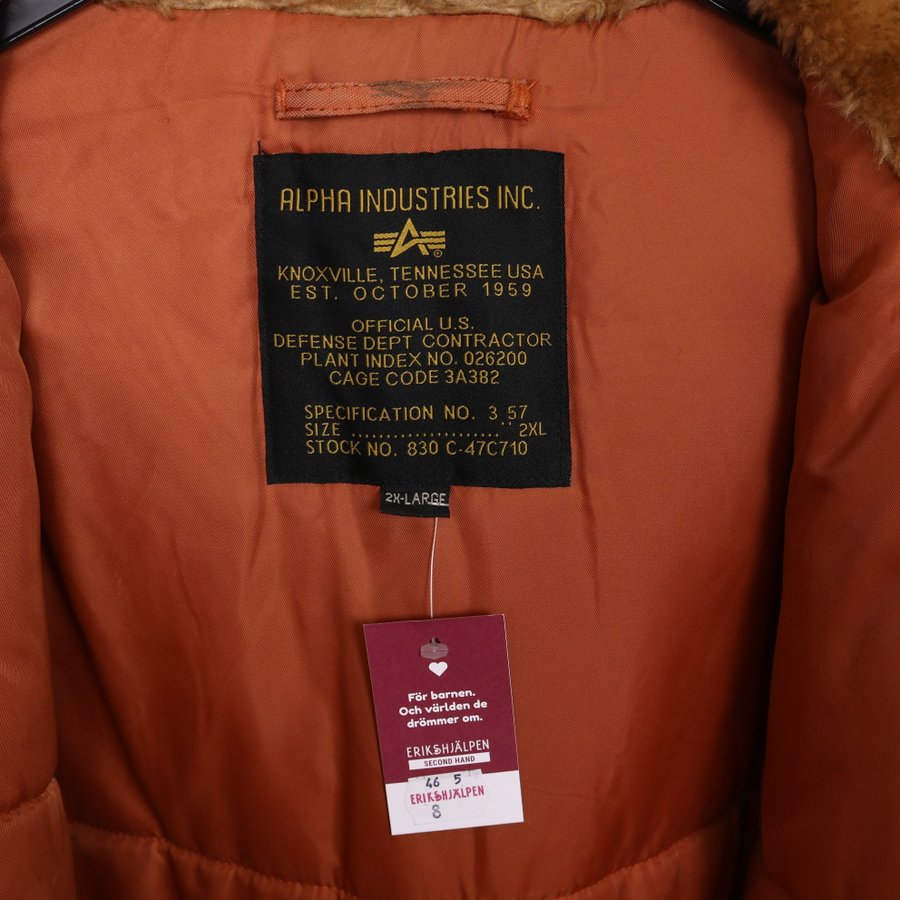 ALPHA INDUSTRIES INC.
KNOXVILLE, TENNESSEE USA
EST. OCTOBER 1959
OFFICIAL U.S.
DEFENSE DEPT CONTRACTOR
PLANT INDEX NO. 026200
CAGE CODE 3A382
SPECIFICATION NO. 3 57
SIZE ..................... 2XL
STOCK NO. 830 C-47C710
2X-LARGE
För barnen.
Och världen de
drömmer om.
ERIKSHJÄLPEN
SECOND HAND
46 5
ERIKSHJÄLPEN
8